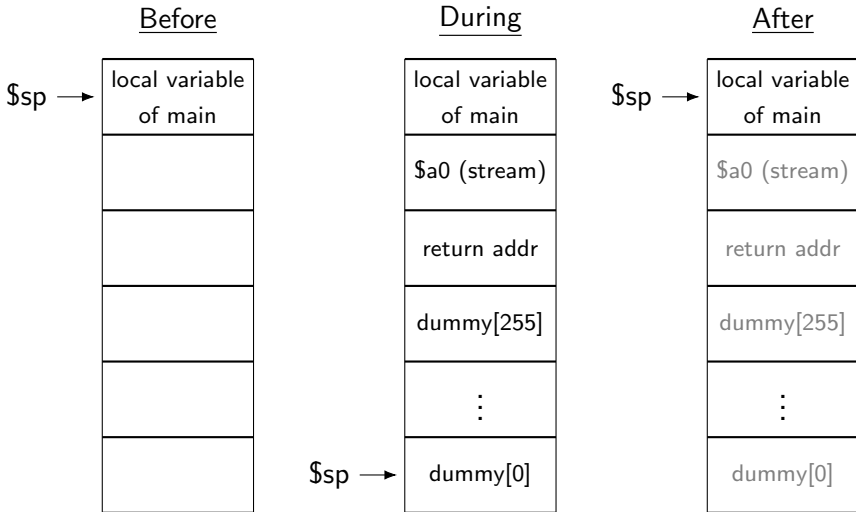 Before
During
After
$sp
local variable
of main
local variable
of main
$a0 (stream)
return addr
dummy[255]
⋮
$sp
dummy[0]
$sp
local variable
of main
$a0 (stream)
return addr
dummy[255]
⋮
dummy[0]